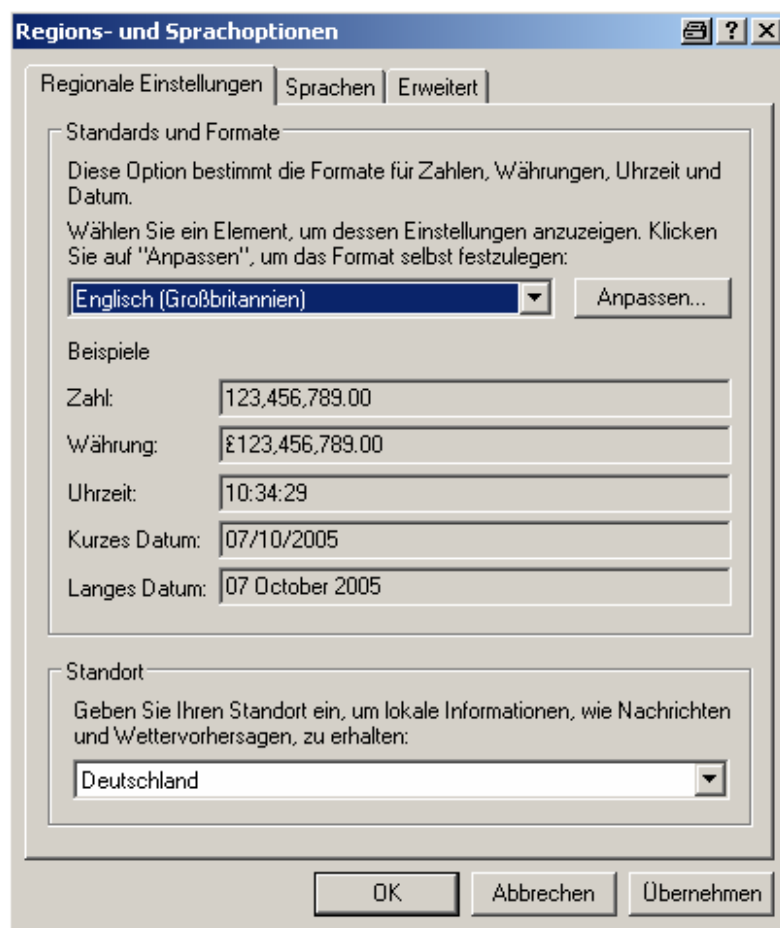 Regions- und Sprachoptionen
Regionale Einstellungen Sprachen Erweitert
Standards und Formate
Diese Option bestimmt die Formate für Zahlen, Währungen, Uhrzeit und
Datum.
Wählen Sie ein Element, um dessen Einstellungen anzuzeigen. Klicken
Sie auf "Anpassen", um das Format selbst festzulegen:
Englisch (Großbritannien) Anpassen...
Beispiele
Zahl: 123,456,789.00
Währung: £123,456,789.00
Uhrzeit: 10:34:29
Kurzes Datum: 07/10/2005
Langes Datum: 07 October 2005
Standort
Geben Sie Ihren Standort ein, um lokale Informationen, wie Nachrichten
und Wettervorhersagen, zu erhalten:
Deutschland
OK Abbrechen Übernehmen